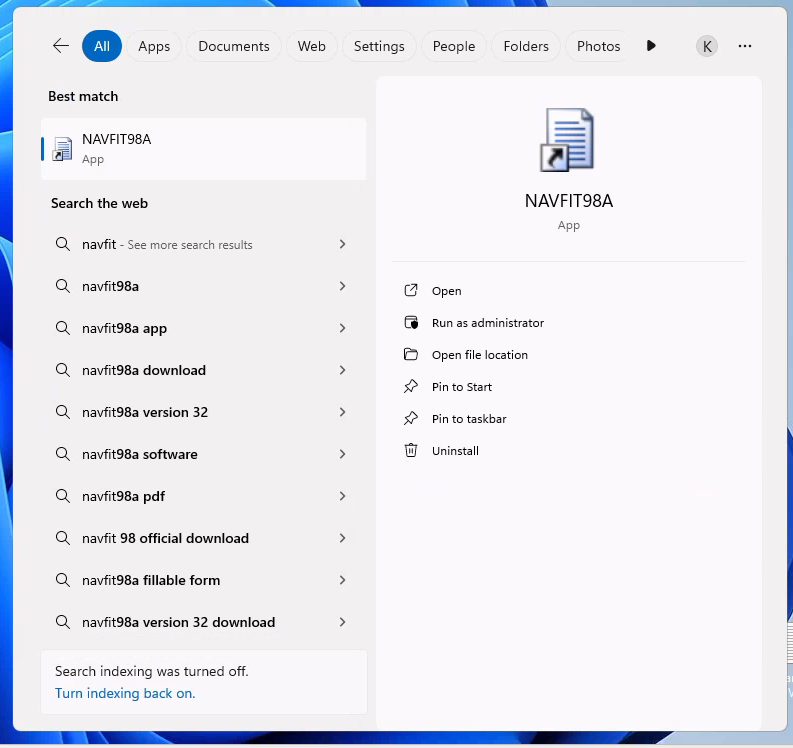 All
Apps
Documents
Web
Settings
People
Folders
Photos
K
Best match
NAVFIT98A
App
Search the web
navfit - See more search results
navfit98a
navfit98a app
navfit98a download
navfit98a version 32
navfit98a software
navfit98a pdf
navfit 98 official download
navfit98a fillable form
navfit98a version 32 download
Search indexing was turned off.
Turn indexing back on.
NAVFIT98A
App
Open
Run as administrator
Open file location
Pin to Start
Pin to taskbar
Uninstall